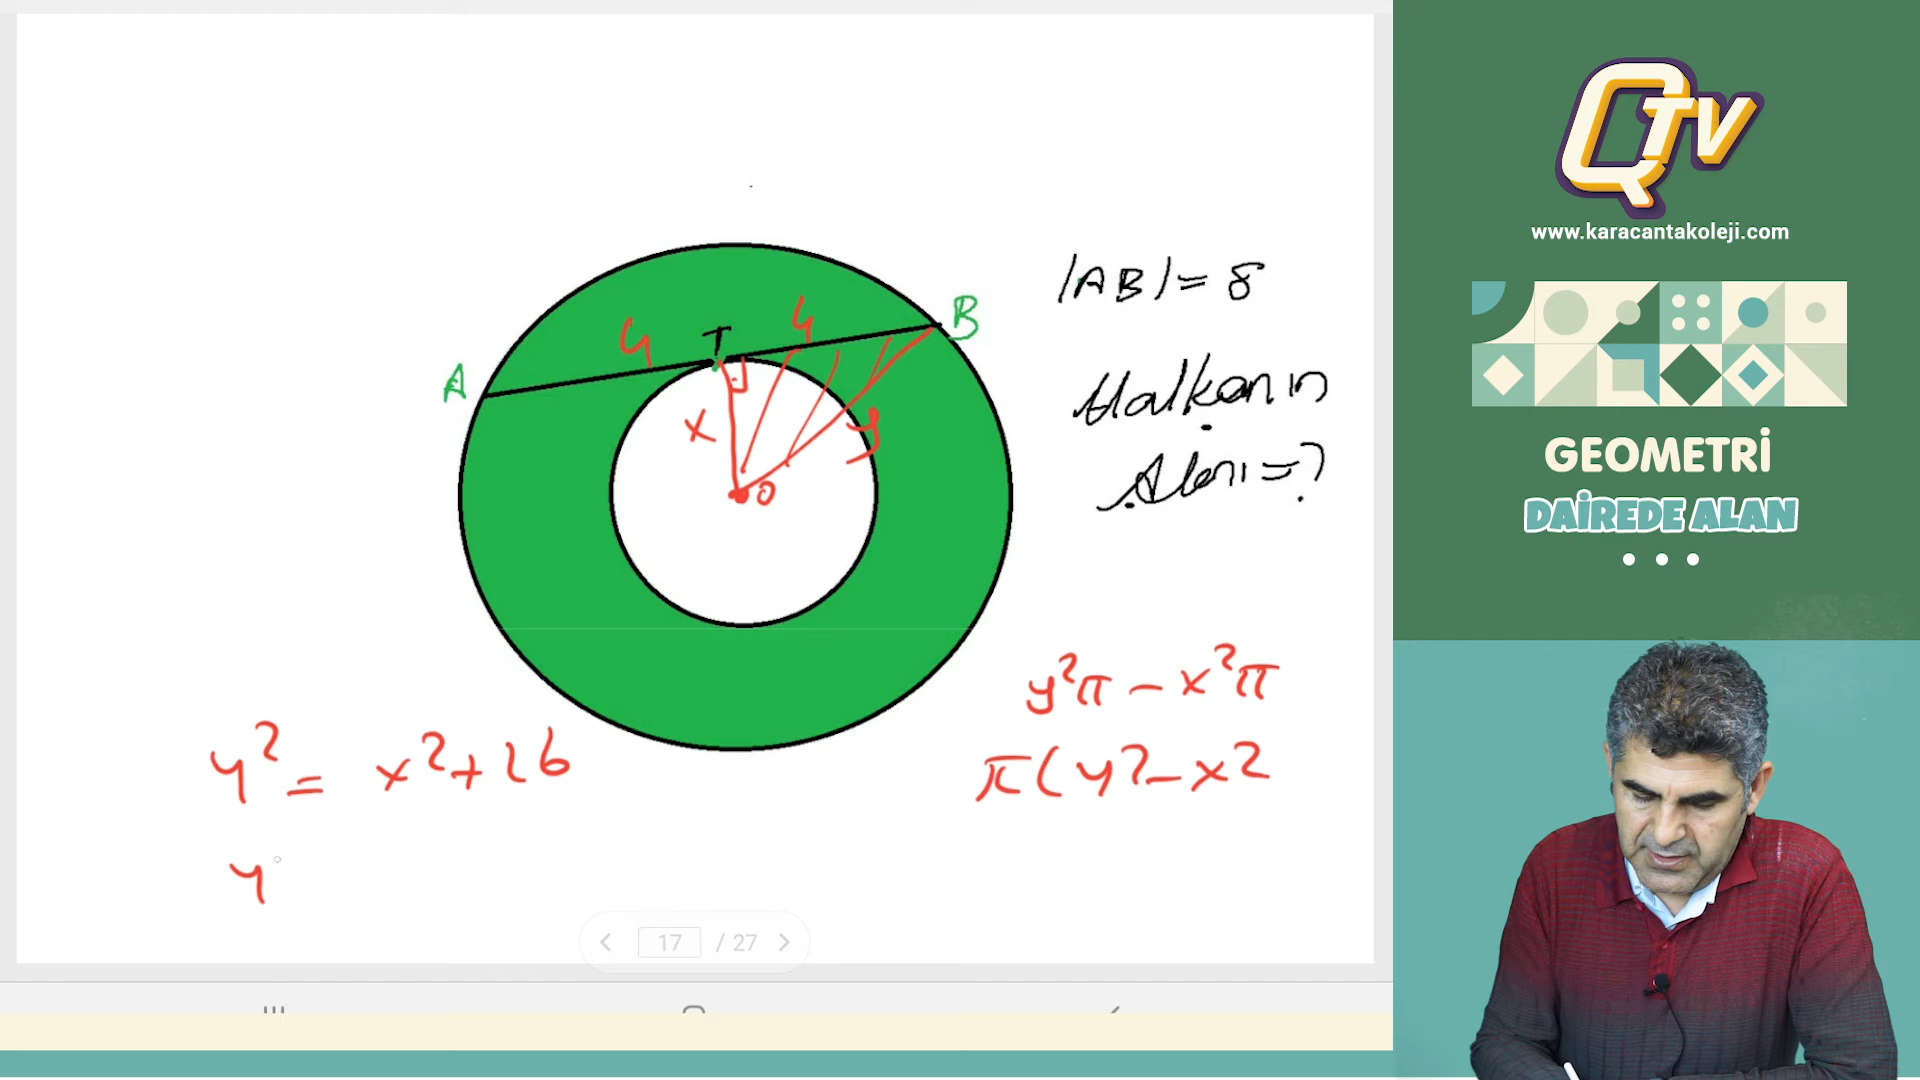 |AB| = 8
Halkanın
Alanı = ?
A
4
T
4
B
x
y
O
y²π - x²π
π(y² - x²
y² = x² + 16
y
17 / 27
QTV
www.karacantakoleji.com
GEOMETRİ
DAİREDE ALAN